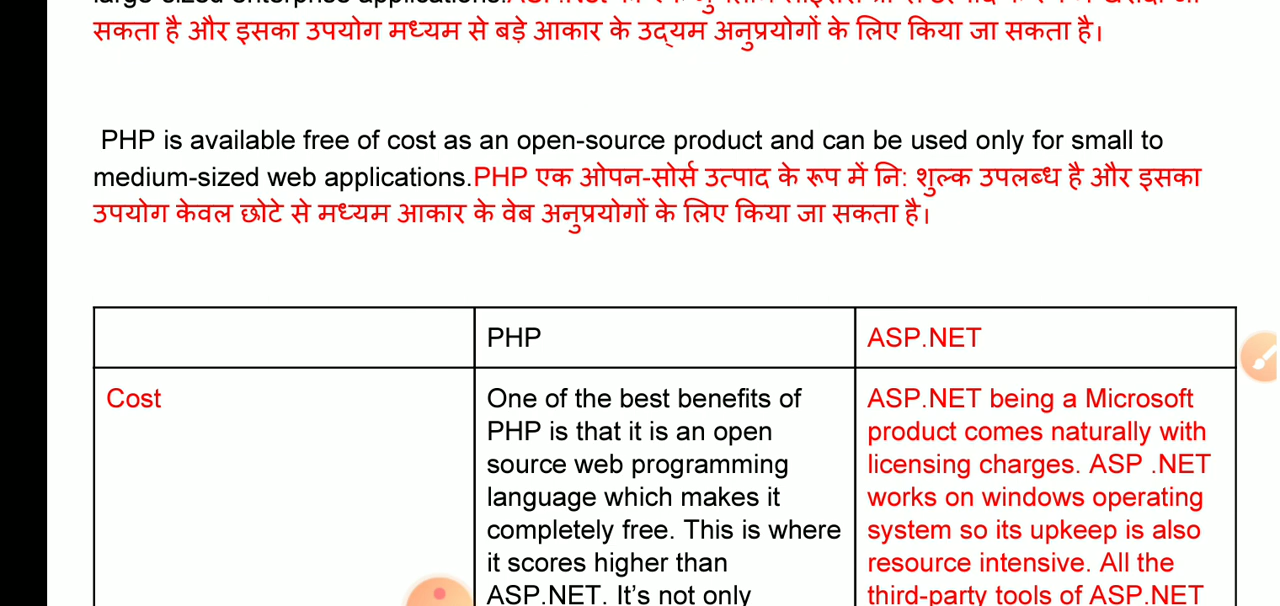 सकता है और इसका उपयोग मध्यम से बड़े आकार के उद्यम अनुप्रयोगों के लिए किया जा सकता है।
PHP is available free of cost as an open-source product and can be used only for small to
medium-sized web applications.PHP एक ओपन-सोर्स उत्पाद के रूप में नि: शुल्क उपलब्ध है और इसका
उपयोग केवल छोटे से मध्यम आकार के वेब अनुप्रयोगों के लिए किया जा सकता है।
PHP
ASP.NET
Cost
One of the best benefits of
PHP is that it is an open
source web programming
language which makes it
completely free. This is where
it scores higher than
ASP.NET. It’s not only
ASP.NET being a Microsoft
product comes naturally with
licensing charges. ASP .NET
works on windows operating
system so its upkeep is also
resource intensive. All the
third-party tools of ASP.NET